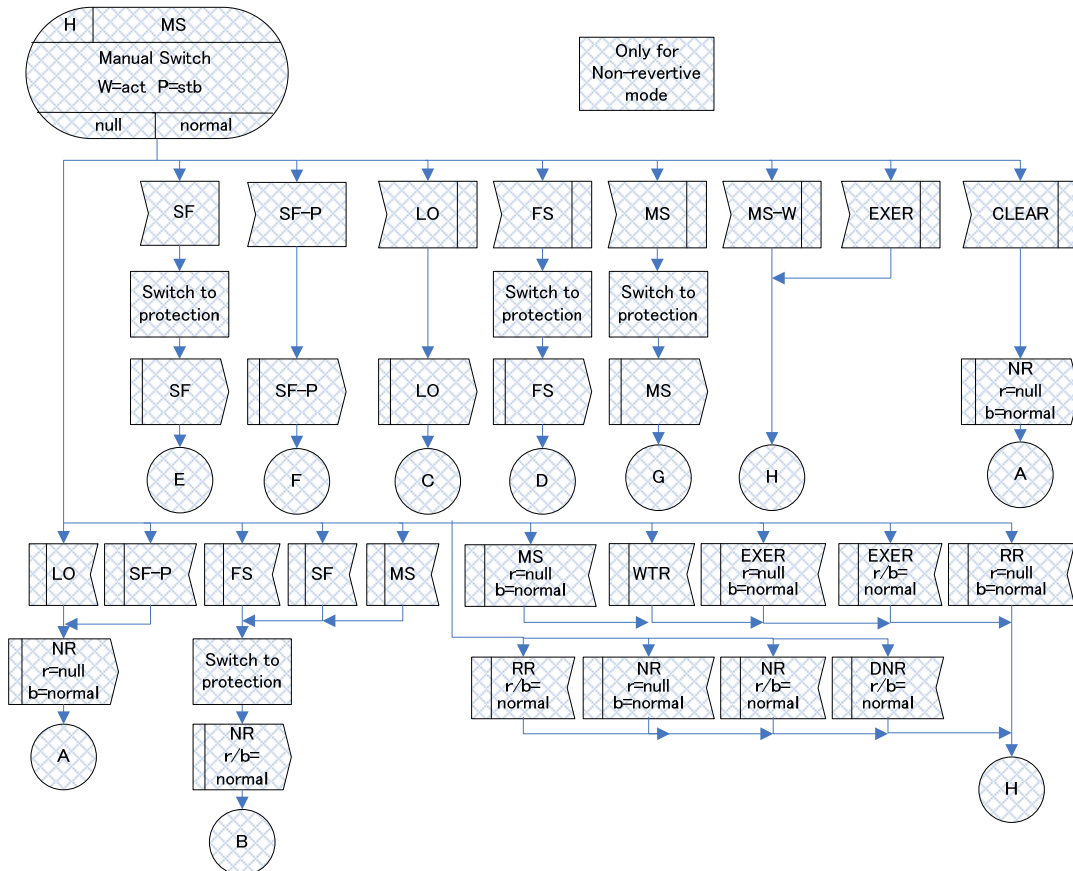 H MS
Manual Switch
W=act P=stb
null normal
Only for
Non-revertive
mode
SF
SF-P
LO
FS
MS
MS-W
EXER
CLEAR
Switch to
protection
Switch to
protection
Switch to
protection
SF
SF-P
LO
FS
MS
NR
r=null
b=normal
E
F
C
D
G
H
A
LO
SF-P
FS
SF
MS
MS
r=null
b=normal
WTR
EXER
r=null
b=normal
EXER
r/b=
normal
RR
r=null
b=normal
NR
r=null
b=normal
Switch to
protection
RR
r/b=
normal
NR
r=null
b=normal
NR
r/b=
normal
DNR
r/b=
normal
A
NR
r/b=
normal
H
B